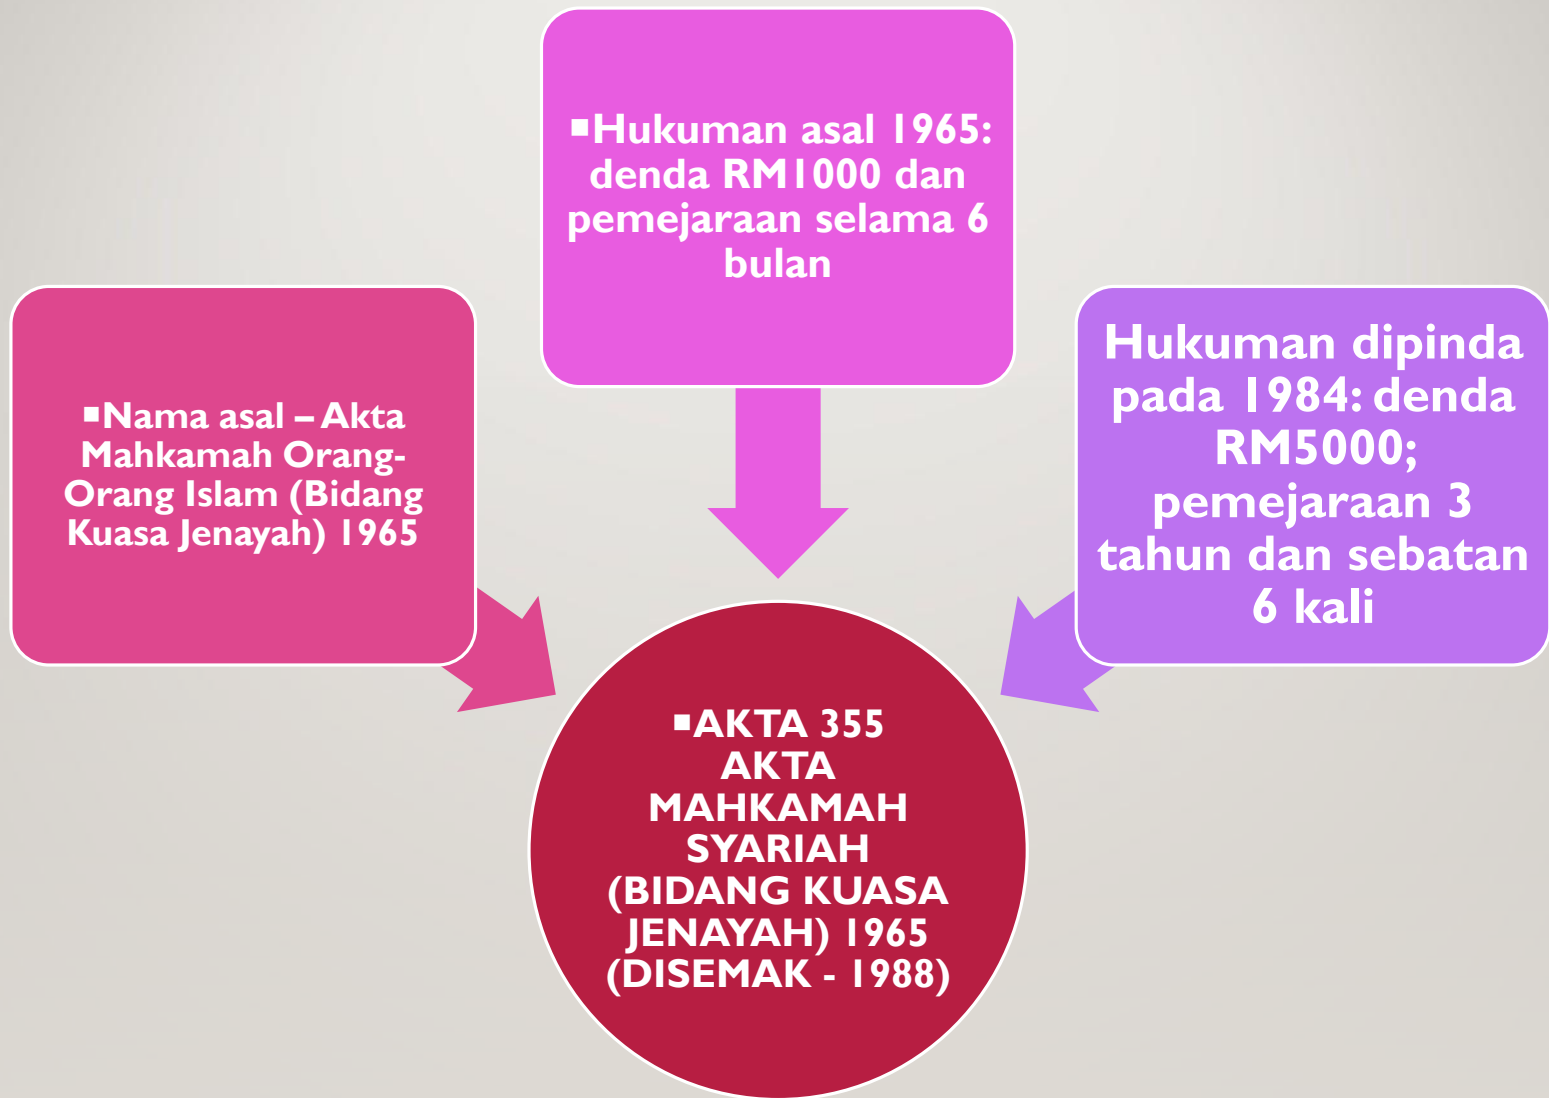 ▪Hukuman asal 1965:
denda RM1000 dan
pemejaraan selama 6
bulan
▪Nama asal – Akta
Mahkamah Orang-
Orang Islam (Bidang
Kuasa Jenayah) 1965
Hukuman dipinda
pada 1984: denda
RM5000;
pemejaraan 3
tahun dan sebatan
6 kali
▪AKTA 355
AKTA
MAHKAMAH
SYARIAH
(BIDANG KUASA
JENAYAH) 1965
(DISEMAK - 1988)